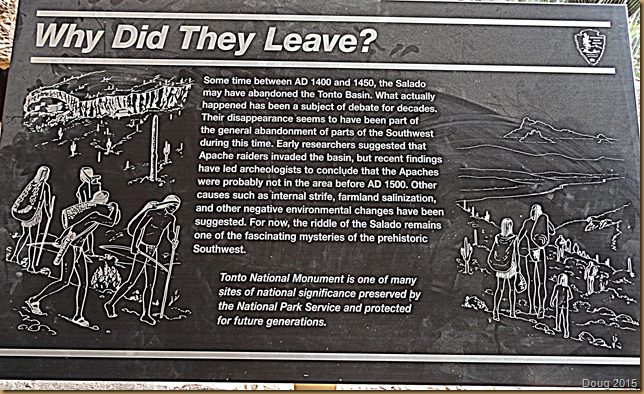 Why Did They Leave?
Some time between AD 1400 and 1450, the Salado
may have abandoned the Tonto Basin. What actually
happened has been a subject of debate for decades.
Their disappearance seems to have been part of
the general abandonment of parts of the Southwest
during this time. Early researchers suggested that
Apache raiders invaded the basin, but recent findings
have led archeologists to conclude that the Apaches
were probably not in the area before AD 1500. Other
causes such as internal strife, farmland salinization,
and other negative environmental changes have been
suggested. For now, the riddle of the Salado remains
one of the fascinating mysteries of the prehistoric
Southwest.
Tonto National Monument is one of many
sites of national significance preserved by
the National Park Service and protected
for future generations.
Doug 2015